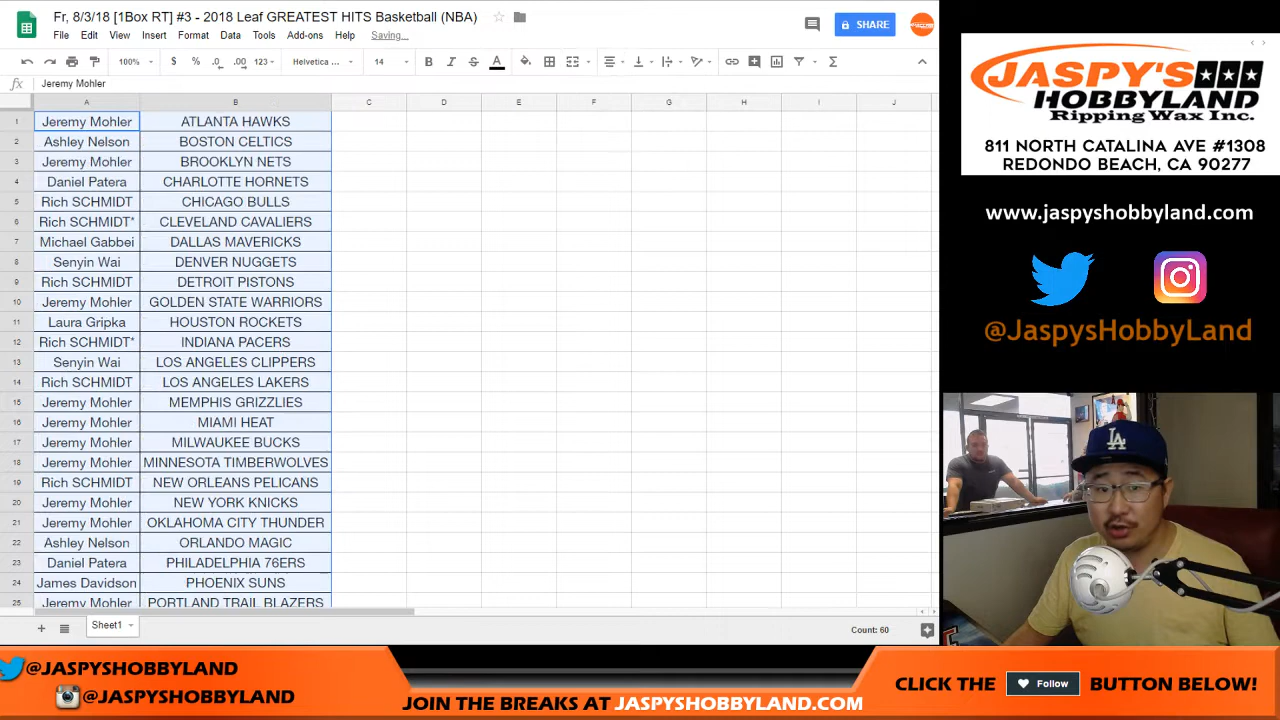 Fr, 8/3/18 [1Box RT] #3 - 2018 Leaf GREATEST HITS Basketball (NBA)
File Edit View Insert Format Data Tools Add-ons Help Saving...
SHARE
100% $ % .0 .00 123 Helvetica ... 14 B I S A
fx Jeremy Mohler
A B C D E F G H I J
1 Jeremy Mohler ATLANTA HAWKS
2 Ashley Nelson BOSTON CELTICS
3 Jeremy Mohler BROOKLYN NETS
4 Daniel Patera CHARLOTTE HORNETS
5 Rich SCHMIDT CHICAGO BULLS
6 Rich SCHMIDT* CLEVELAND CAVALIERS
7 Michael Gabbei DALLAS MAVERICKS
8 Senyin Wai DENVER NUGGETS
9 Rich SCHMIDT DETROIT PISTONS
10 Jeremy Mohler GOLDEN STATE WARRIORS
11 Laura Gripka HOUSTON ROCKETS
12 Rich SCHMIDT* INDIANA PACERS
13 Senyin Wai LOS ANGELES CLIPPERS
14 Rich SCHMIDT LOS ANGELES LAKERS
15 Jeremy Mohler MEMPHIS GRIZZLIES
16 Jeremy Mohler MIAMI HEAT
17 Jeremy Mohler MILWAUKEE BUCKS
18 Jeremy Mohler MINNESOTA TIMBERWOLVES
19 Rich SCHMIDT NEW ORLEANS PELICANS
20 Jeremy Mohler NEW YORK KNICKS
21 Jeremy Mohler OKLAHOMA CITY THUNDER
22 Ashley Nelson ORLANDO MAGIC
23 Daniel Patera PHILADELPHIA 76ERS
24 James Davidson PHOENIX SUNS
25 Jeremy Mohler PORTLAND TRAIL BLAZERS
Sheet1
Count: 60
JASPY'S
HOBBYLAND
Ripping Wax Inc.
811 NORTH CATALINA AVE #1308
REDONDO BEACH, CA 90277
www.jaspyshobbyland.com
@JaspysHobbyLand
LA
@JASPYSHOBBYLAND
@JASPYSHOBBYLAND
JOIN THE BREAKS AT JASPYSHOBBYLAND.COM
CLICK THE Follow BUTTON BELOW!